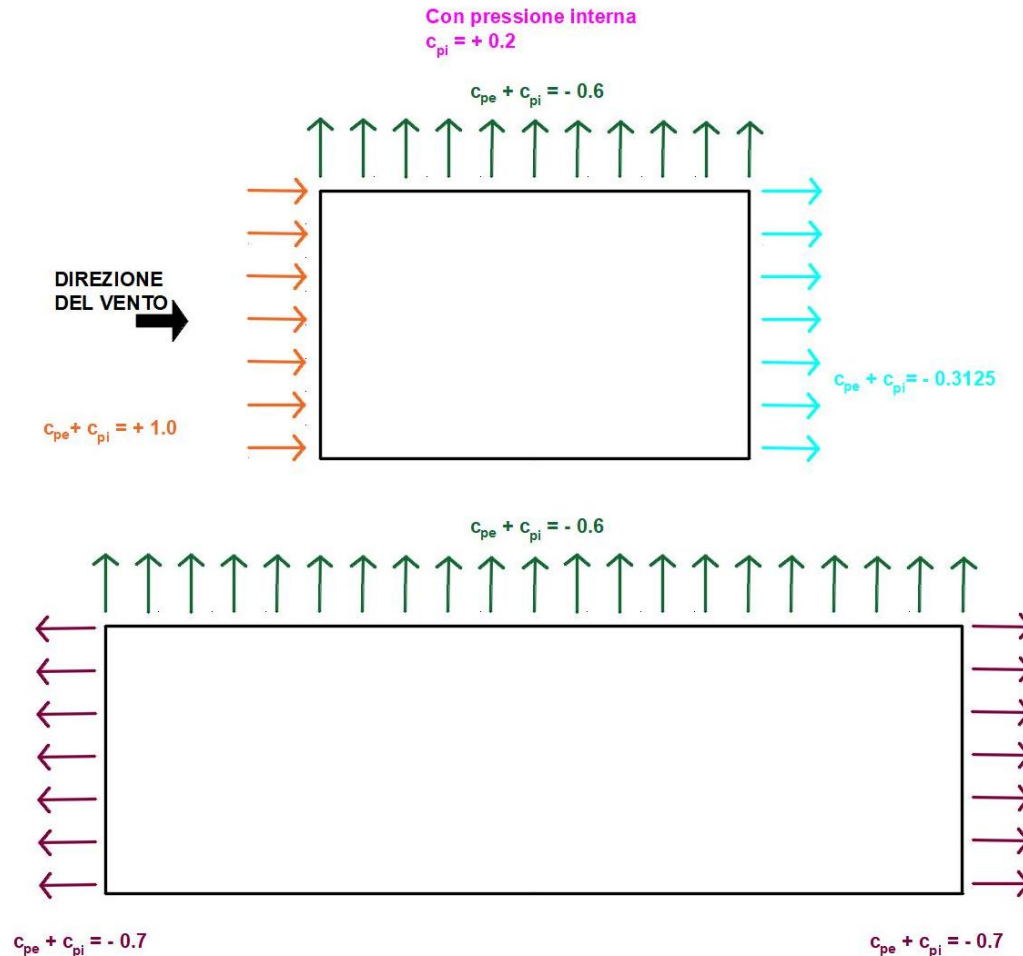 Con pressione interna
cpi = + 0.2
cpe + cpi = - 0.6
DIREZIONE
DEL VENTO
cpe + cpi = - 0.3125
cpe+ cpi = + 1.0
cpe + cpi = - 0.6
cpe + cpi = - 0.7
cpe + cpi = - 0.7